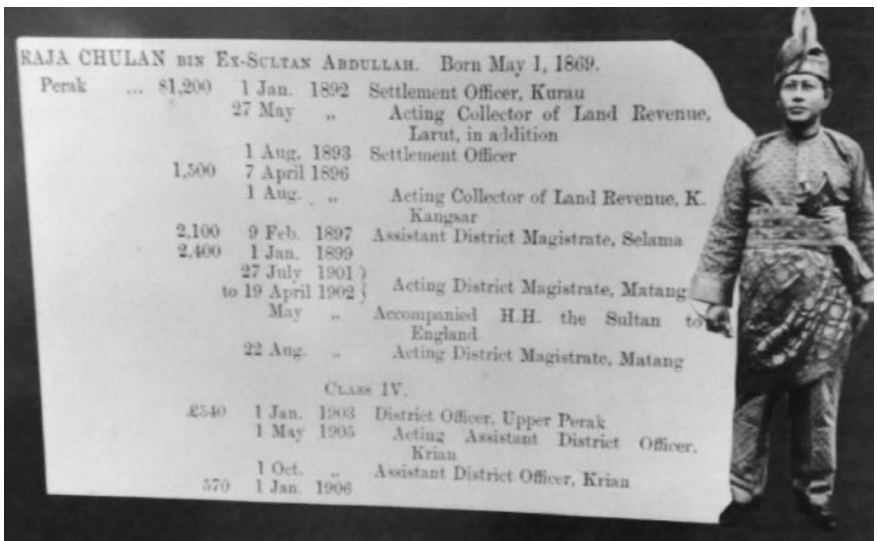 RAJA CHULAN BIN EX-SULTAN ABDULLAH. Born May 1, 1869.
Perak ... $1,200 1 Jan. 1892 Settlement Officer, Kurau
27 May „ Acting Collector of Land Revenue,
Larut, in addition
1 Aug. 1893 Settlement Officer
1,500 7 April 1896
1 Aug. „ Acting Collector of Land Revenue, K.
Kangsar
2,100 9 Feb. 1897 Assistant District Magistrate, Selama
2,400 1 Jan. 1899
27 July 1901 }
to 19 April 1902 } Acting District Magistrate, Matang
May „ Accompanied H.H. the Sultan to
England
22 Aug. „ Acting District Magistrate, Matang
CLASS IV.
£540 1 Jan. 1903 District Officer, Upper Perak
1 May 1905 Acting Assistant District Officer,
Krian
1 Oct. „ Assistant District Officer, Krian
570 1 Jan. 1906